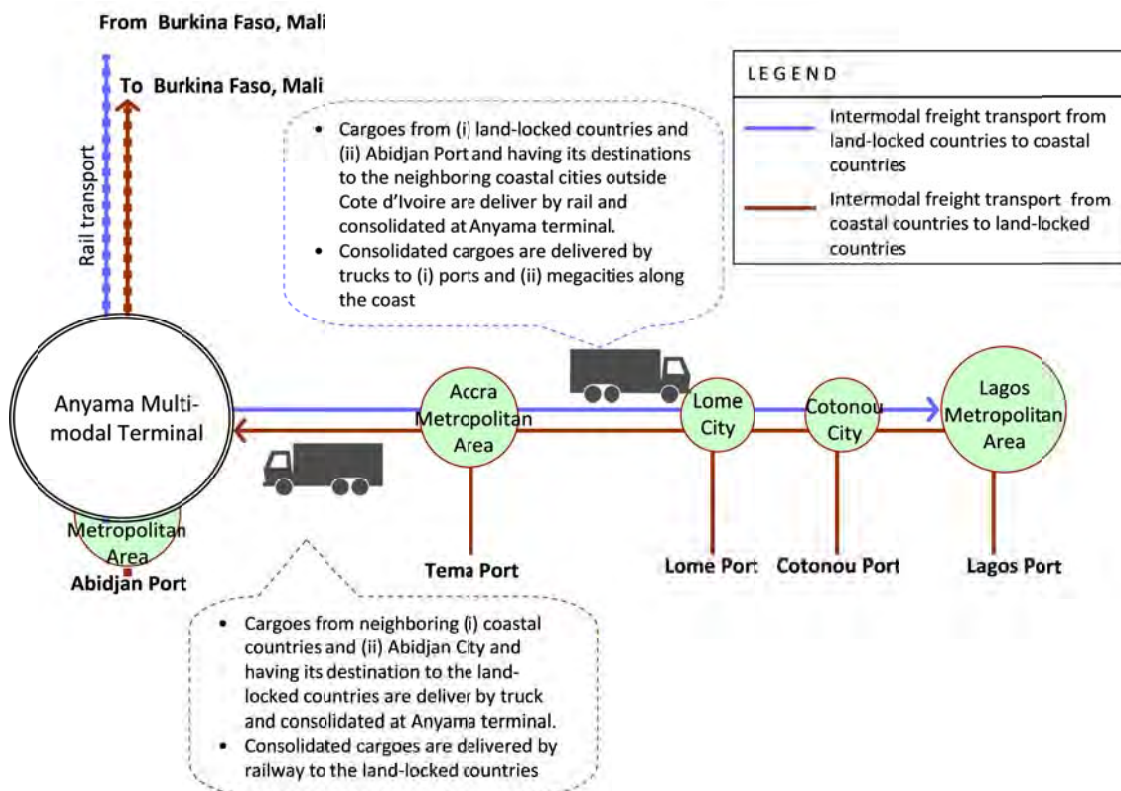 From Burkina Faso, Mali
To Burkina Faso, Mali
Rail transport
LEGEND
Intermodal freight transport from
land-locked countries to coastal
countries
Intermodal freight transport from
coastal countries to land-locked
countries
• Cargoes from (i) land-locked countries and
(ii) Abidjan Port and having its destinations
to the neighboring coastal cities outside
Cote d'Ivoire are deliver by rail and
consolidated at Anyama terminal.
• Consolidated cargoes are delivered by
trucks to (i) ports and (ii) megacities along
the coast
Anyama Multi-
modal Terminal
Metropolitan
Area
Abidjan Port
Accra
Metropolitan
Area
Tema Port
Lome
City
Lome Port
Cotonou
City
Cotonou Port
Lagos
Metropolitan
Area
Lagos Port
• Cargoes from neighboring (i) coastal
countries and (ii) Abidjan City and
having its destination to the land-
locked countries are deliver by truck
and consolidated at Anyama terminal.
• Consolidated cargoes are delivered by
railway to the land-locked countries